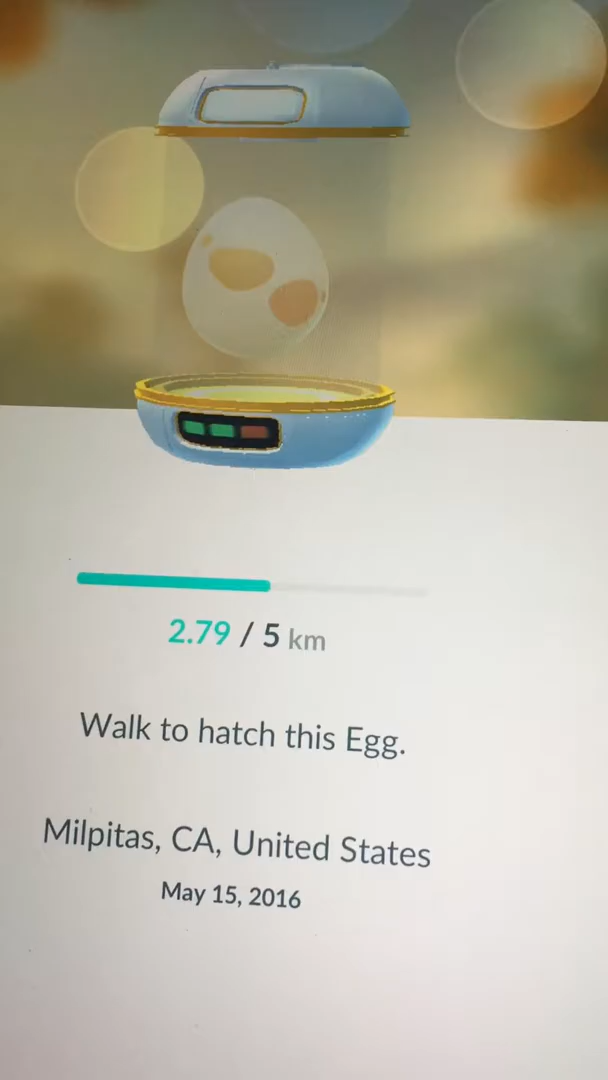 2.79 / 5 km
Walk to hatch this Egg.
Milpitas, CA, United States
May 15, 2016